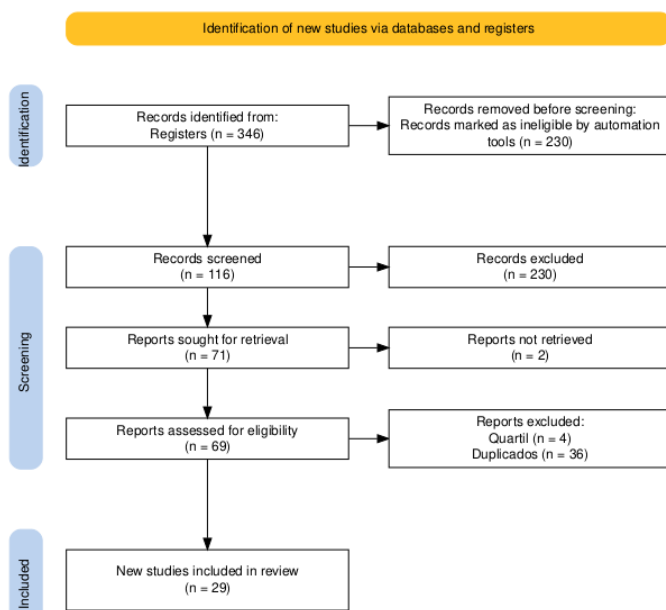 Identification of new studies via databases and registers
Identification
Records identified from:
Registers (n = 346)
Records removed before screening:
Records marked as ineligible by automation
tools (n = 230)
Screening
Records screened
(n = 116)
Records excluded
(n = 230)
Reports sought for retrieval
(n = 71)
Reports not retrieved
(n = 2)
Reports assessed for eligibility
(n = 69)
Reports excluded:
Quartil (n = 4)
Duplicados (n = 36)
Included
New studies included in review
(n = 29)